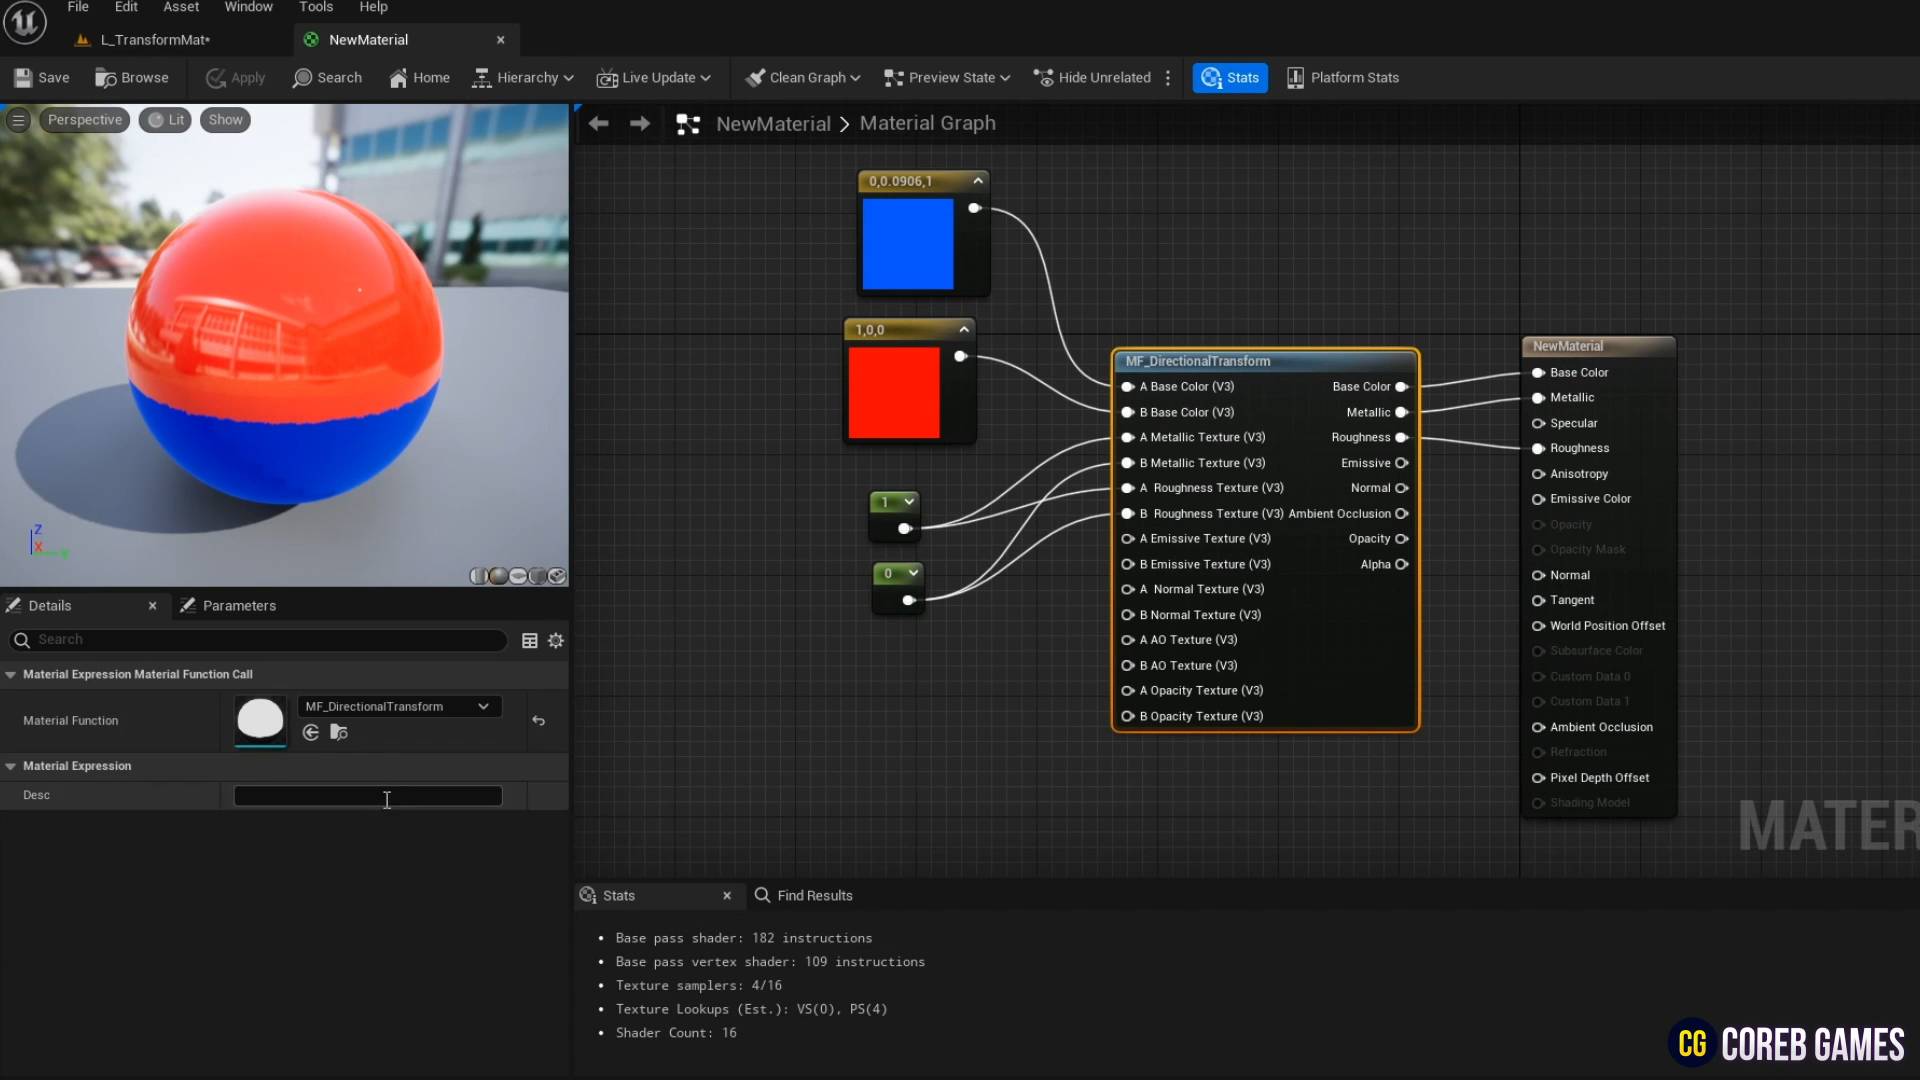 File Edit Asset Window Tools Help
L_TransformMat*
NewMaterial
Save Browse Apply Search Home Hierarchy Live Update Clean Graph Preview State Hide Unrelated Stats Platform Stats
Perspective Lit Show
NewMaterial > Material Graph
0,0.0906,1
1,0,0
1
0
MF_DirectionalTransform
A Base Color (V3) Base Color
B Base Color (V3) Metallic
A Metallic Texture (V3) Roughness
B Metallic Texture (V3) Emissive
A Roughness Texture (V3) Normal
B Roughness Texture (V3) Ambient Occlusion
A Emissive Texture (V3) Opacity
B Emissive Texture (V3) Alpha
A Normal Texture (V3)
B Normal Texture (V3)
A AO Texture (V3)
B AO Texture (V3)
A Opacity Texture (V3)
B Opacity Texture (V3)
NewMaterial
Base Color
Metallic
Specular
Roughness
Anisotropy
Emissive Color
Opacity
Opacity Mask
Normal
Tangent
World Position Offset
Subsurface Color
Custom Data 0
Custom Data 1
Ambient Occlusion
Refraction
Pixel Depth Offset
Shading Model
MATER
Z
X
Y
Details Parameters
Search
Material Expression Material Function Call
Material Function MF_DirectionalTransform
Material Expression
Desc
Stats Find Results
• Base pass shader: 182 instructions
• Base pass vertex shader: 109 instructions
• Texture samplers: 4/16
• Texture Lookups (Est.): VS(0), PS(4)
• Shader Count: 16
CG COREB GAMES